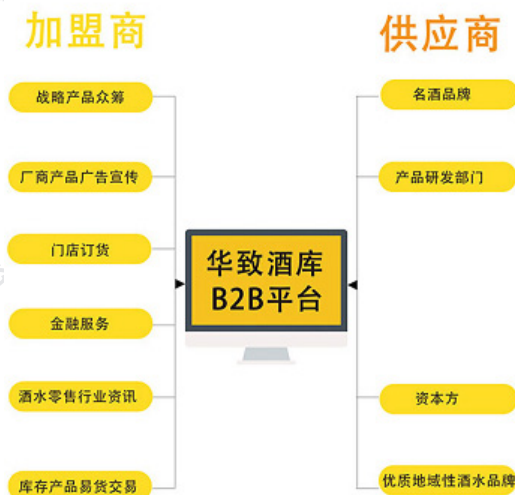 加盟商
供应商
战略产品众筹
名酒品牌
厂商产品广告宣传
产品研发部门
门店订货
华致酒库
B2B平台
金融服务
酒水零售行业资讯
资本方
库存产品易货交易
优质地域性酒水品牌